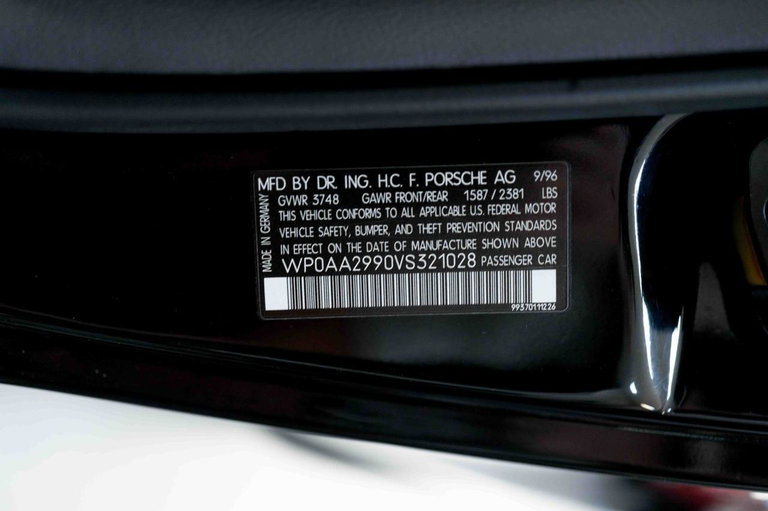 MFD BY DR. ING. H.C. F. PORSCHE AG 9/96
GVWR 3748 GAWR FRONT/REAR 1587 / 2381 LBS
THIS VEHICLE CONFORMS TO ALL APPLICABLE U.S. FEDERAL MOTOR
VEHICLE SAFETY, BUMPER, AND THEFT PREVENTION STANDARDS
IN EFFECT ON THE DATE OF MANUFACTURE SHOWN ABOVE
WP0AA2990VS321028 PASSENGER CAR
99370111226
MADE IN GERMANY